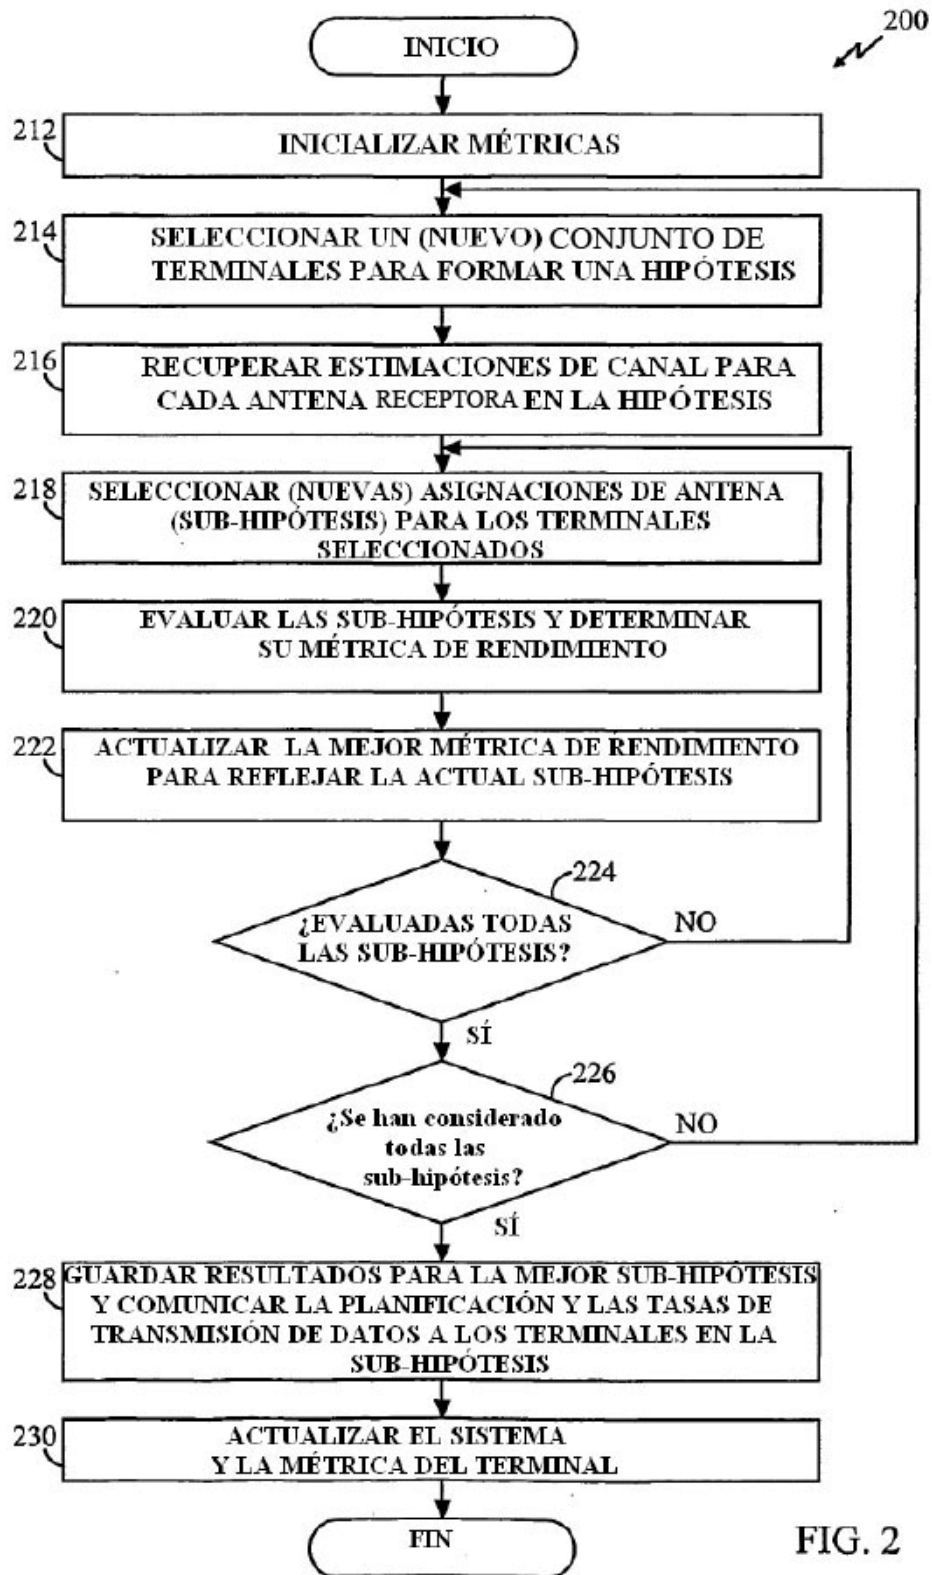 200
INICIO
212
INICIALIZAR MÉTRICAS
214
SELECCIONAR UN (NUEVO) CONJUNTO DE
TERMINALES PARA FORMAR UNA HIPÓTESIS
216
RECUPERAR ESTIMACIONES DE CANAL PARA
CADA ANTENA RECEPTORA EN LA HIPÓTESIS
218
SELECCIONAR (NUEVAS) ASIGNACIONES DE ANTENA
(SUB-HIPÓTESIS) PARA LOS TERMINALES
SELECCIONADOS
220
EVALUAR LAS SUB-HIPÓTESIS Y DETERMINAR
SU MÉTRICA DE RENDIMIENTO
222
ACTUALIZAR LA MEJOR MÉTRICA DE RENDIMIENTO
PARA REFLEJAR LA ACTUAL SUB-HIPÓTESIS
224
¿EVALUADAS TODAS
LAS SUB-HIPÓTESIS?
NO
SÍ
226
¿Se han considerado
todas las
sub-hipótesis?
NO
SÍ
228
GUARDAR RESULTADOS PARA LA MEJOR SUB-HIPÓTESIS
Y COMUNICAR LA PLANIFICACIÓN Y LAS TASAS DE
TRANSMISIÓN DE DATOS A LOS TERMINALES EN LA
SUB-HIPÓTESIS
230
ACTUALIZAR EL SISTEMA
Y LA MÉTRICA DEL TERMINAL
FIN
FIG. 2